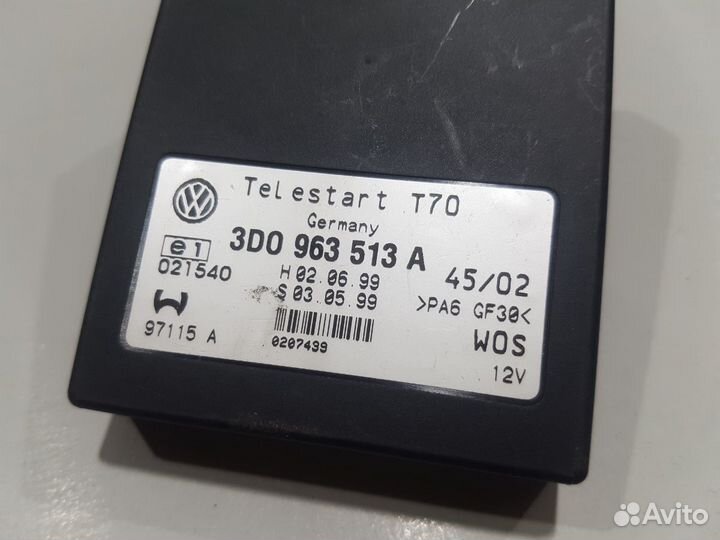 Telestart T70
Germany
3D0 963 513 A
e1
021540
H 02.06.99
S 03.05.99
45/02
>PA6 GF30<
97115 A
0207499
WOS
12V
Avito